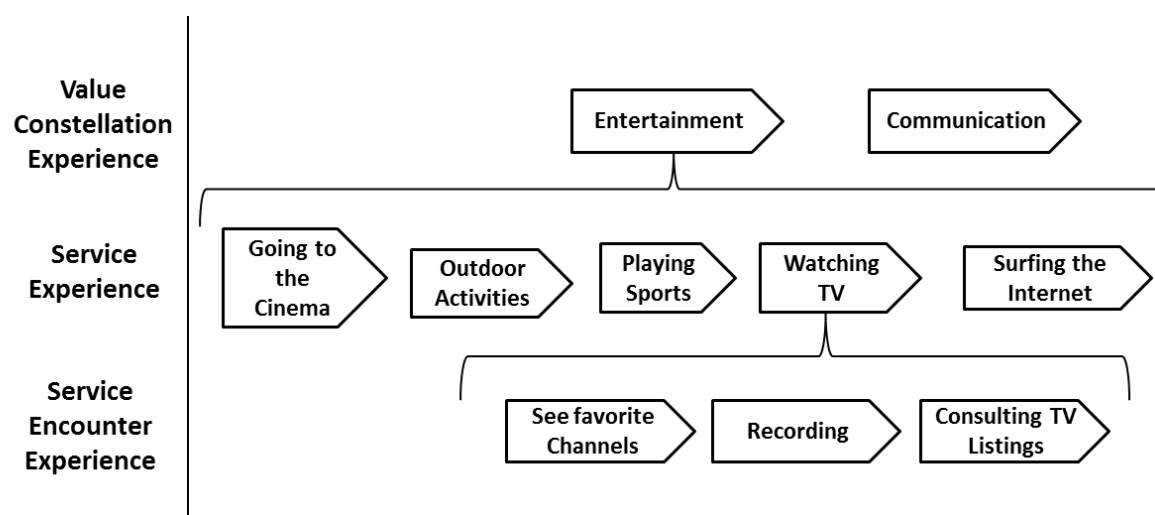 Value
Constellation
Experience
Entertainment
Communication
Service
Experience
Going to
the
Cinema
Outdoor
Activities
Playing
Sports
Watching
TV
Surfing the
Internet
Service
Encounter
Experience
See favorite
Channels
Recording
Consulting TV
Listings